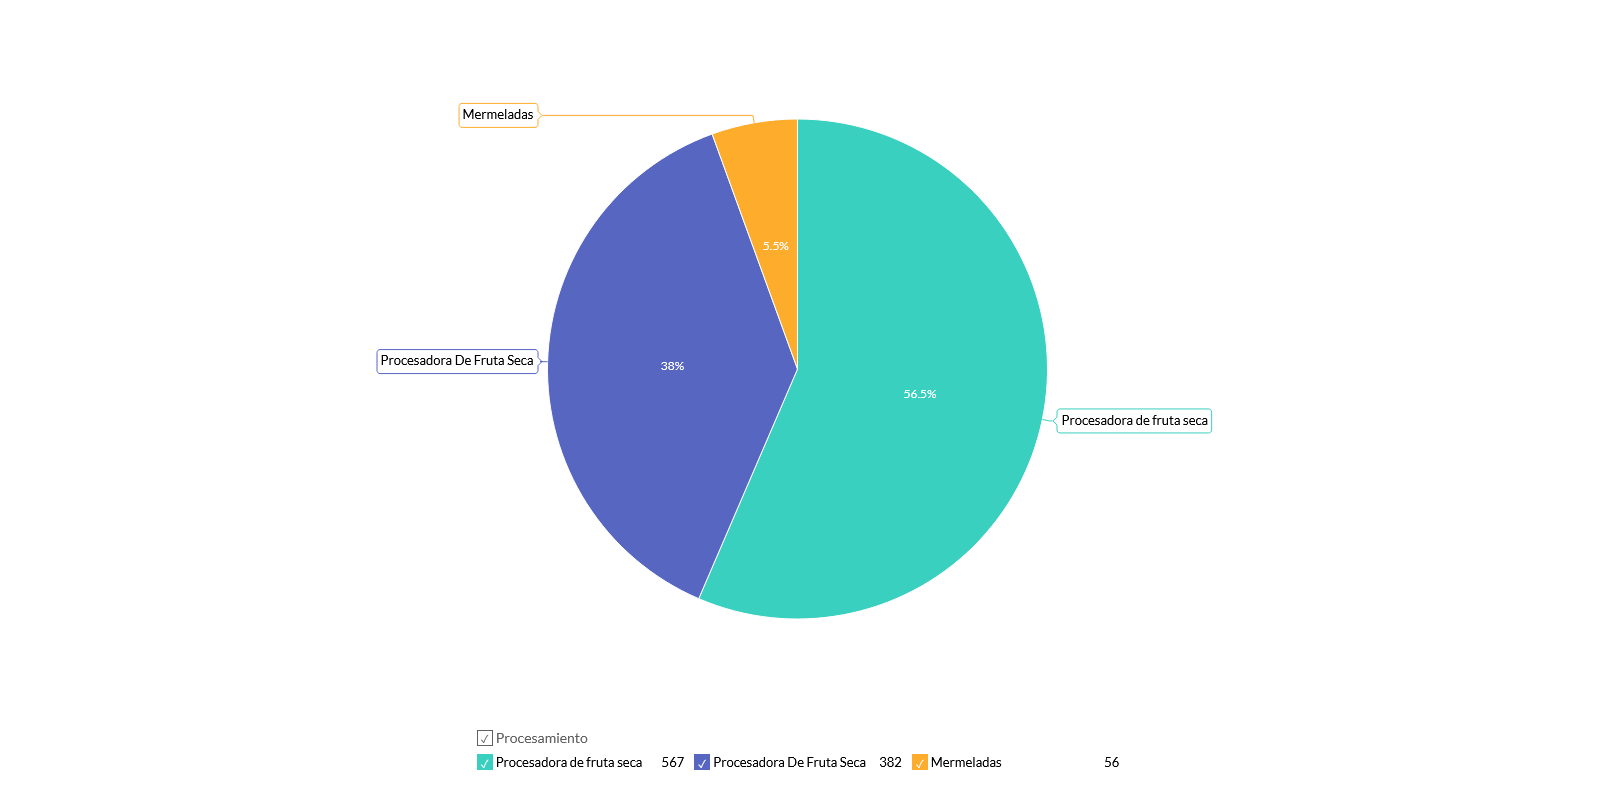 Mermeladas
5.5%
Procesadora De Fruta Seca
38%
56.5%
Procesadora de fruta seca
Procesamiento
Procesadora de fruta seca 567 Procesadora De Fruta Seca 382 Mermeladas 56